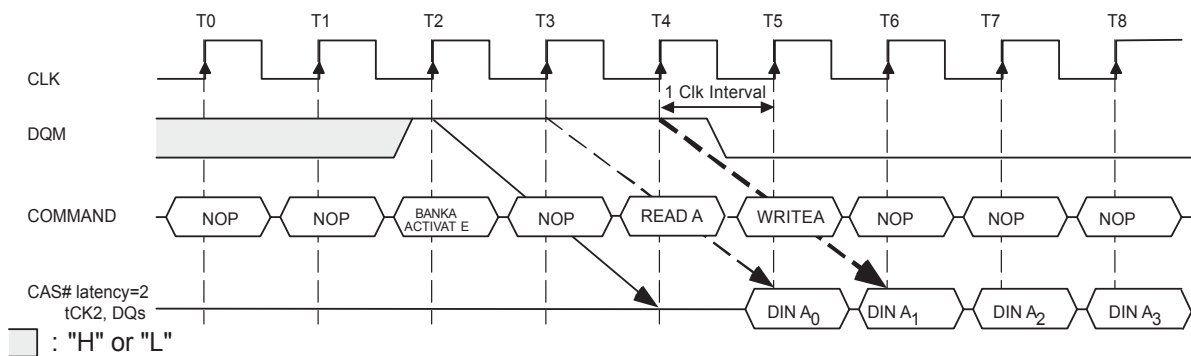 T0 T1 T2 T3 T4 T5 T6 T7 T8
CLK
1 Clk Interval
DQM
COMMAND NOP NOP BANKA NOP READ A WRITEA NOP NOP NOP
ACTIVAT E
CAS# latency=2
tCK2, DQs DIN A0 DIN A1 DIN A2 DIN A3
: "H" or "L"